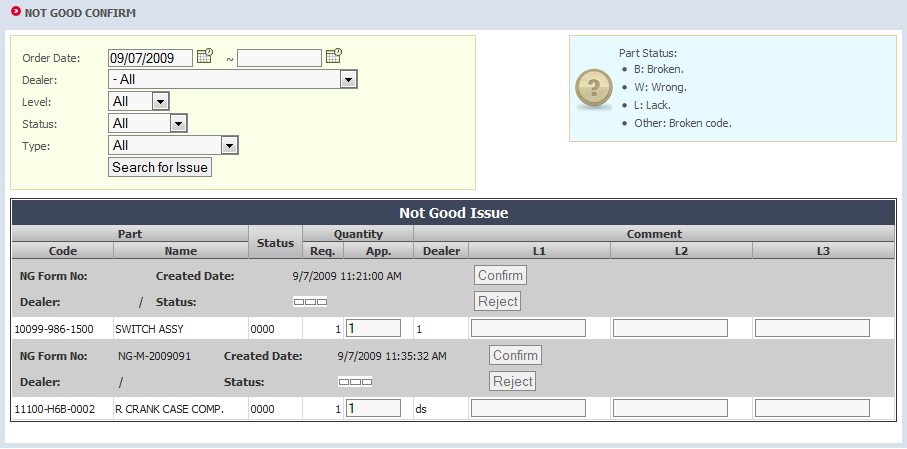 NOT GOOD CONFIRM
Order Date: 09/07/2009 ~
Dealer: - All
Level: All
Status: All
Type: All
Search for Issue
Part Status:
B: Broken.
W: Wrong.
L: Lack.
Other: Broken code.
Not Good Issue
Part Status Quantity Comment
Code Name Req. App. Dealer L1 L2 L3
NG Form No: Created Date: 9/7/2009 11:21:00 AM Confirm
Dealer: / Status: Reject
10099-986-1500 SWITCH ASSY 0000 1 1 1
NG Form No: NG-M-2009091 Created Date: 9/7/2009 11:35:32 AM Confirm
Dealer: / Status: Reject
11100-H6B-0002 R CRANK CASE COMP. 0000 1 1 ds